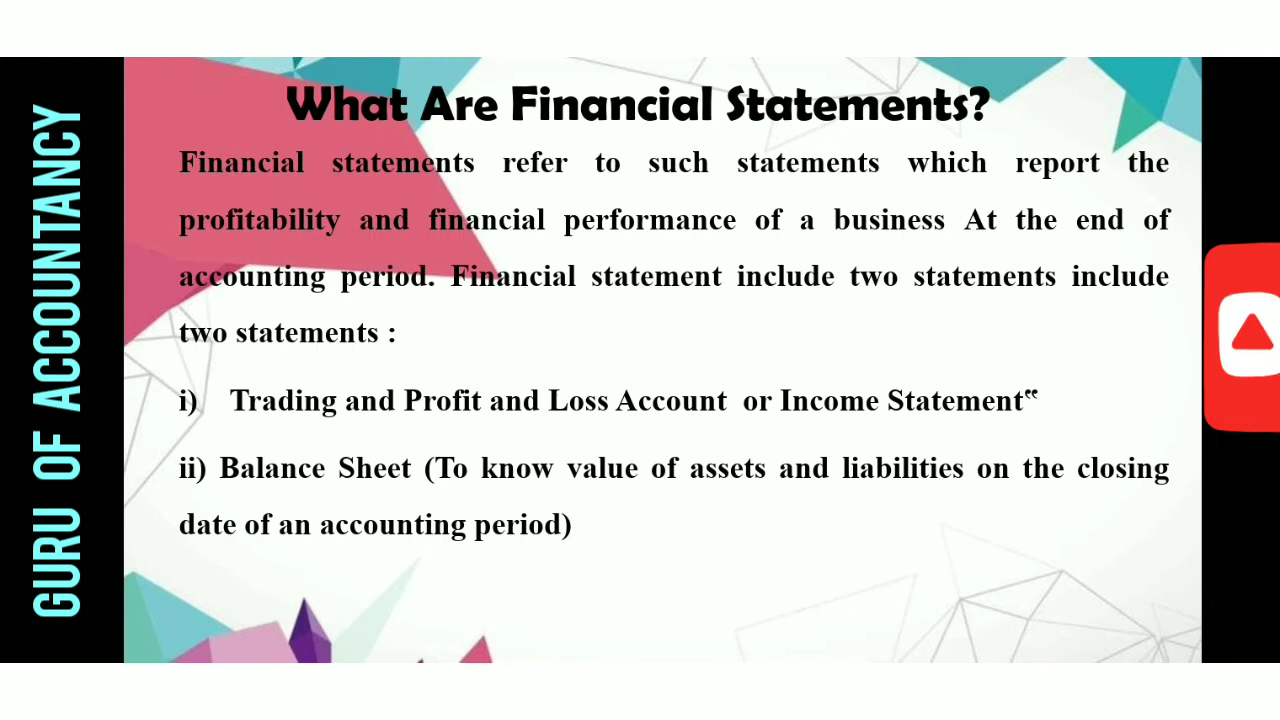 GURU OF ACCOUNTANCY
What Are Financial Statements?
Financial statements refer to such statements which report the
profitability and financial performance of a business At the end of
accounting period. Financial statement include two statements include
two statements :
i) Trading and Profit and Loss Account or Income Statement‟
ii) Balance Sheet (To know value of assets and liabilities on the closing
date of an accounting period)